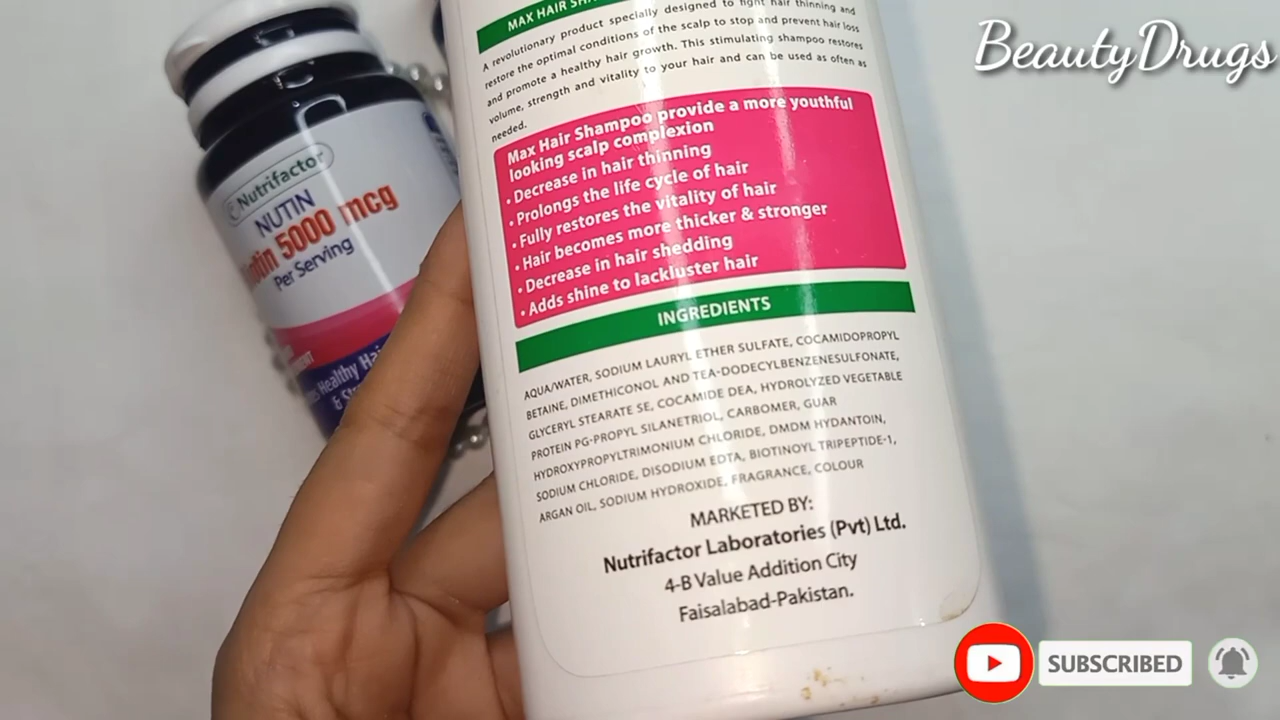 BeautyDrugs
MAX HAIR
A revolutionary product specially designed to fight hair thinning and
restore the optimal conditions of the scalp to stop and prevent hair loss
and promote a healthy hair growth. This stimulating shampoo restores
volume, strength and vitality to your hair and can be used as often as
needed.
Max Hair Shampoo provide a more youthful
looking scalp complexion
• Decrease in hair thinning
• Prolongs the life cycle of hair
• Fully restores the vitality of hair
• Hair becomes more thicker & stronger
• Decrease in hair shedding
• Adds shine to lackluster hair
INGREDIENTS
AQUA/WATER, SODIUM LAURYL ETHER SULFATE, COCAMIDOPROPYL
BETAINE, DIMETHICONOL AND TEA-DODECYLBENZENESULFONATE,
GLYCERYL STEARATE SE, COCAMIDE DEA, HYDROLYZED VEGETABLE
PROTEIN PG-PROPYL SILANETRIOL, CARBOMER, GUAR
HYDROXYPROPYLTRIMONIUM CHLORIDE, DMDM HYDANTOIN,
SODIUM CHLORIDE, DISODIUM EDTA, BIOTINOYL TRIPEPTIDE-1,
ARGAN OIL, SODIUM HYDROXIDE, FRAGRANCE, COLOUR
MARKETED BY:
Nutrifactor Laboratories (Pvt) Ltd.
4-B Value Addition City
Faisalabad-Pakistan.
Nutrifactor
NUTIN
5000 mcg
Per Serving
Healthy
&
SUBSCRIBED